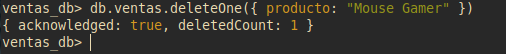 ventas_db> db.ventas.deleteOne({ producto: "Mouse Gamer" })
{ acknowledged: true, deletedCount: 1 }
ventas_db>